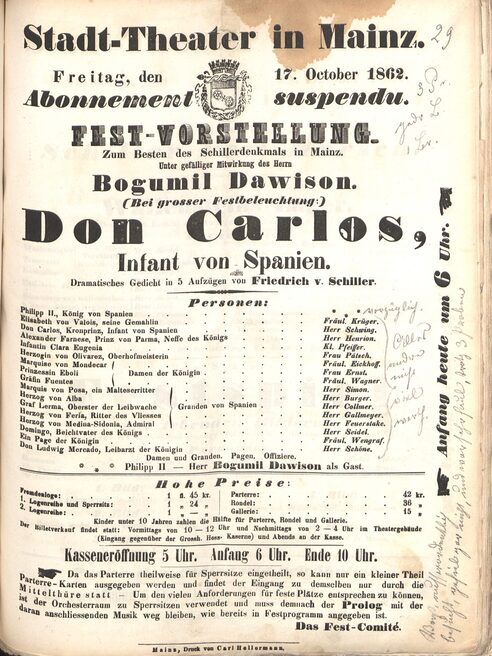 Stadt-Theater in Mainz.
29
Freitag, den 17. October 1862.
Abonnement suspendu.
FEST-VORSTELLUNG.
Zum Besten des Schillerdenkmals in Mainz.
Unter gefälliger Mitwirkung des Herrn
Bogumil Dawison.
(Bei grosser Festbeleuchtung:)
Don Carlos,
Infant von Spanien.
Dramatisches Gedicht in 5 Aufzügen von Friedrich v. Schiller.
Personen:
Philipp II., König von Spanien . . . * * *
Elisabeth von Valois, seine Gemahlin . . . Fräul. Krüger.
Don Carlos, Kronprinz, Infant von Spanien . . . Herr Schwing.
Alexander Farnese, Prinz von Parma, Neffe des Königs . . . Herr Henrion.
Infantin Clara Eugenia . . . Kl. Pfeifer.
Herzogin von Olivarez, Oberhofmeisterin . . . Frau Pätsch.
Marquise von Mondecar . . . Fräul. Eickhoff.
Prinzessin Eboli } Damen der Königin . . . Frau Ernst.
Gräfin Fuentes . . . Fräul. Wagner.
Marquis von Posa, ein Malteserritter . . . Herr Simon.
Herzog von Alba . . . Herr Burger.
Graf Lerma, Oberster der Leibwache } Granden von Spanien . . . Herr Collmer.
Herzog von Feria, Ritter des Vliesses . . . Herr Gallmeyer.
Herzog von Medina-Sidonia, Admiral . . . Herr Feuerstake.
Domingo, Beichtvater des Königs . . . Herr Seidel.
Ein Page der Königin . . . Fräul. Wengraf.
Don Ludwig Mercado, Leibarzt der Königin . . . Herr Schöne.
Damen und Granden. Pagen, Offiziere.
* * * Philipp II — Herr Bogumil Dawison als Gast.
Hohe Preise:
Fremdenloge: . . . 1 fl. 45 kr.
1. Logenreihe und Sperrsitz: . . . 1 „ 24 „
2. Logenreihe: . . . 1 „ — „
Parterre: . . . 42 kr.
Rondel: . . . 36 „
Gallerie: . . . 15 „
Kinder unter 10 Jahren zahlen die Hälfte für Parterre, Rondel und Gallerie.
Der Billetverkauf findet statt: Vormittags von 10 — 12 Uhr und Nachmittags von 2 — 4 Uhr im Theatergebäude
(Eingang gegenüber der Grossh. Hess. Kaserne) und Abends an der Kasse.
Kasseneröffnung 5 Uhr. Anfang 6 Uhr. Ende 10 Uhr.
Da das Parterre theilweise für Sperrsitze eingetheilt, so kann nur ein kleiner Theil
Parterre-Karten ausgegeben werden und findet der Eingang zu demselben nur durch die
Mittelthüre statt — Um den vielen Anforderungen für feste Plätze entsprechen zu können,
ist der Orchesterraum zu Sperrsitzen verwendet und muss demnach der Prolog mit der
daran anschliessenden Musik weg bleiben, wie bereits in Festprogramm angegeben ist.
Das Fest-Comité.
Mainz, Druck von Carl Hellermann.
Anfang heute um 6 Uhr.